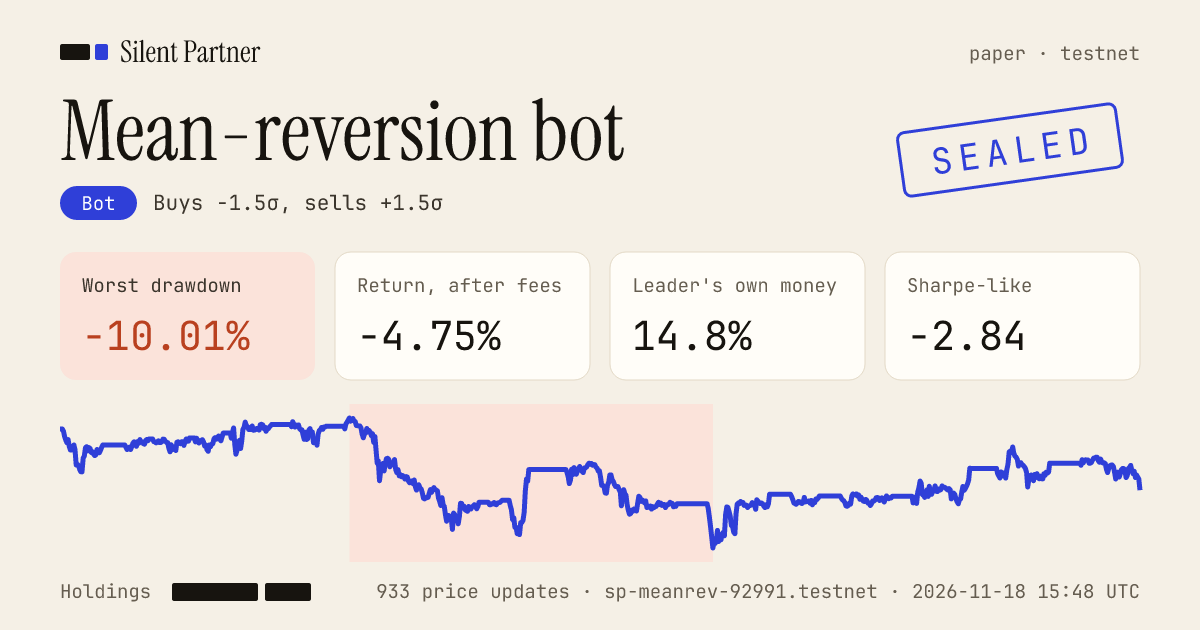 Silent Partner
paper · testnet
Mean-reversion bot
SEALED
Bot
Buys -1.5σ, sells +1.5σ
Worst drawdown
-10.01%
Return, after fees
-4.75%
Leader's own money
14.8%
Sharpe-like
-2.84
Holdings
933 price updates · sp-meanrev-92991.testnet · 2026-11-18 15:48 UTC